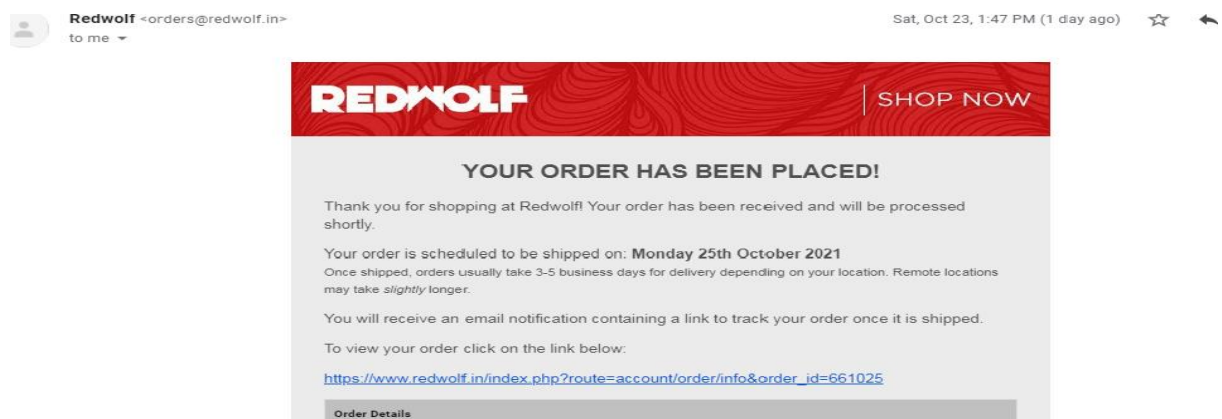 Redwolf <orders@redwolf.in>
Sat, Oct 23, 1:47 PM (1 day ago)
to me
REDWOLF
SHOP NOW
YOUR ORDER HAS BEEN PLACED!
Thank you for shopping at Redwolf! Your order has been received and will be processed
shortly.
Your order is scheduled to be shipped on: Monday 25th October 2021
Once shipped, orders usually take 3-5 business days for delivery depending on your location. Remote locations
may take slightly longer.
You will receive an email notification containing a link to track your order once it is shipped.
To view your order click on the link below:
https://www.redwolf.in/index.php?route=account/order/info&order_id=661025
Order Details